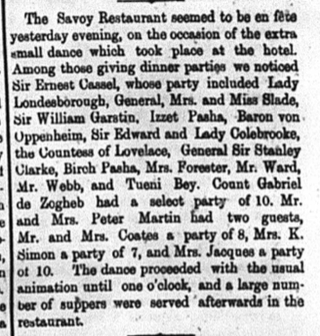 The Savoy Restaurant seemed to be en fête
yesterday evening, on the occasion of the extra
small dance which took place at the hotel.
Among those giving dinner parties we noticed
Sir Ernest Cassel, whose party included Lady
Londesborough, General, Mrs. and Miss Slade,
Sir William Garstin, Izzet Pasha, Baron von
Oppenheim, Sir Edward and Lady Colebrooke,
the Countess of Lovelace, General Sir Stanley
Clarke, Birch Pasha, Mrs. Forester, Mr. Ward,
Mr. Webb, and Tueni Bey. Count Gabriel
de Zogheb had a select party of 10. Mr.
and Mrs. Peter Martin had two guests,
Mr. and Mrs. Coates a party of 8, Mrs. K.
Simon a party of 7, and Mrs. Jacques a party
ot 10. The dance proceeded with the usual
animation until one o'clock, and a large num-
ber of suppers were served afterwards in the
restaurant.